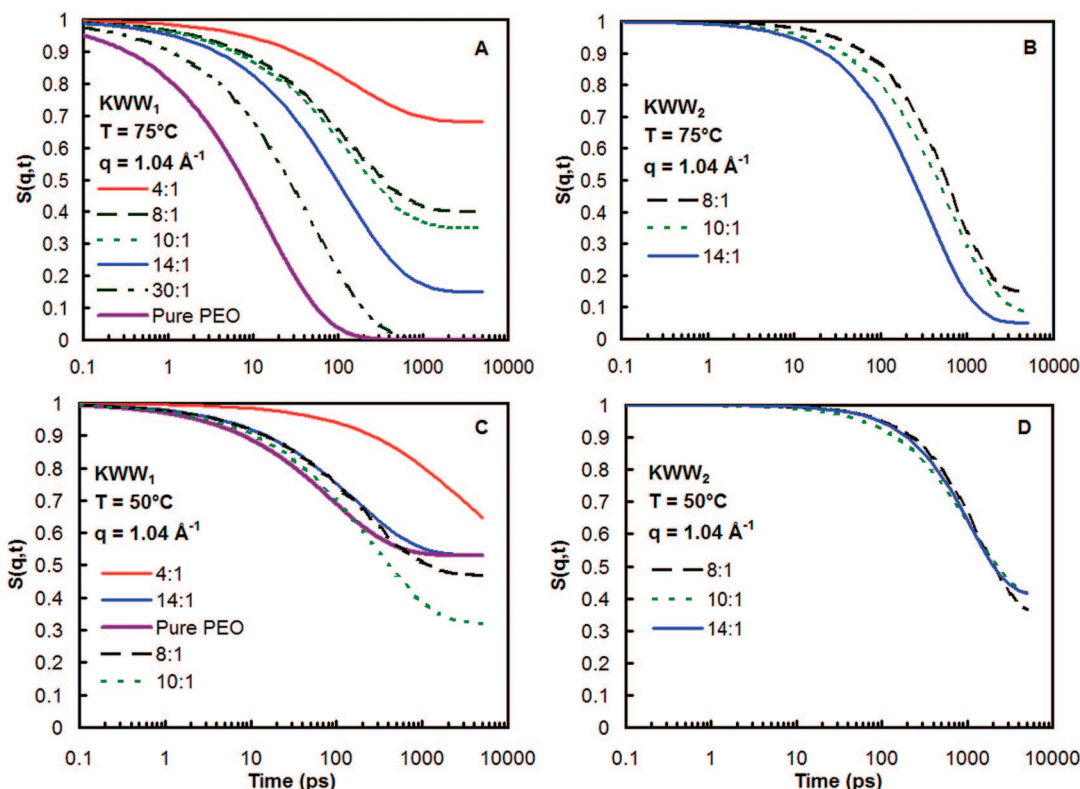 1
0.9
0.8
0.7
0.6
0.5
0.4
0.3
0.2
0.1
0
S(q,t)
A
KWW₁
T = 75°C
q = 1.04 Å⁻¹
4:1
8:1
10:1
14:1
30:1
Pure PEO
0.1 1 10 100 1000 10000
1
0.9
0.8
0.7
0.6
0.5
0.4
0.3
0.2
0.1
0
S(q,t)
B
KWW₂
T = 75°C
q = 1.04 Å⁻¹
8:1
10:1
14:1
0.1 1 10 100 1000 10000
1
0.9
0.8
0.7
0.6
0.5
0.4
0.3
0.2
0.1
0
S(q,t)
C
KWW₁
T = 50°C
q = 1.04 Å⁻¹
4:1
14:1
Pure PEO
8:1
10:1
0.1 1 10 100 1000 10000
Time (ps)
1
0.9
0.8
0.7
0.6
0.5
0.4
0.3
0.2
0.1
0
S(q,t)
D
KWW₂
T = 50°C
q = 1.04 Å⁻¹
8:1
10:1
14:1
0.1 1 10 100 1000 10000
Time (ps)